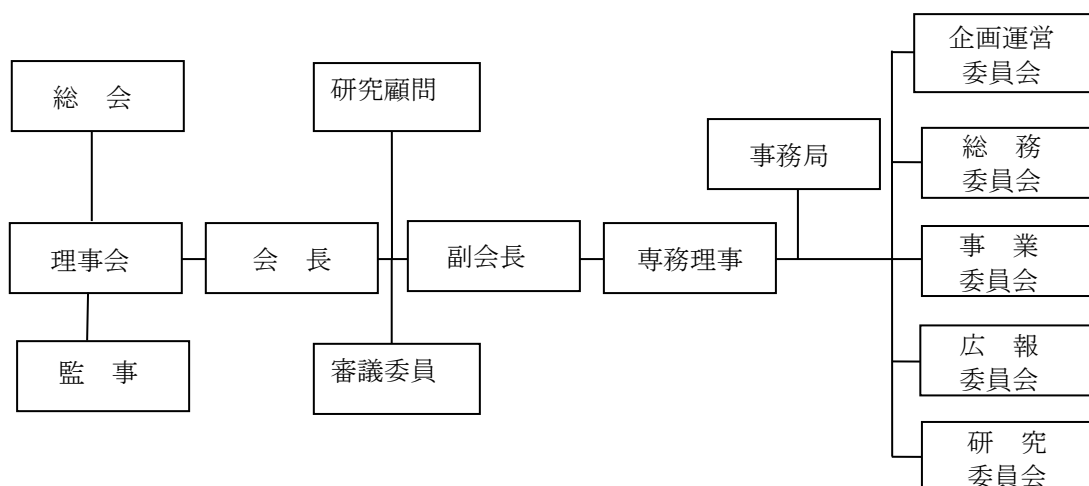 企画運営
委員会
総　会
研究顧問
事務局
総　務
委員会
理事会
会　長
副会長
専務理事
事　業
委員会
監　事
審議委員
広　報
委員会
研　究
委員会